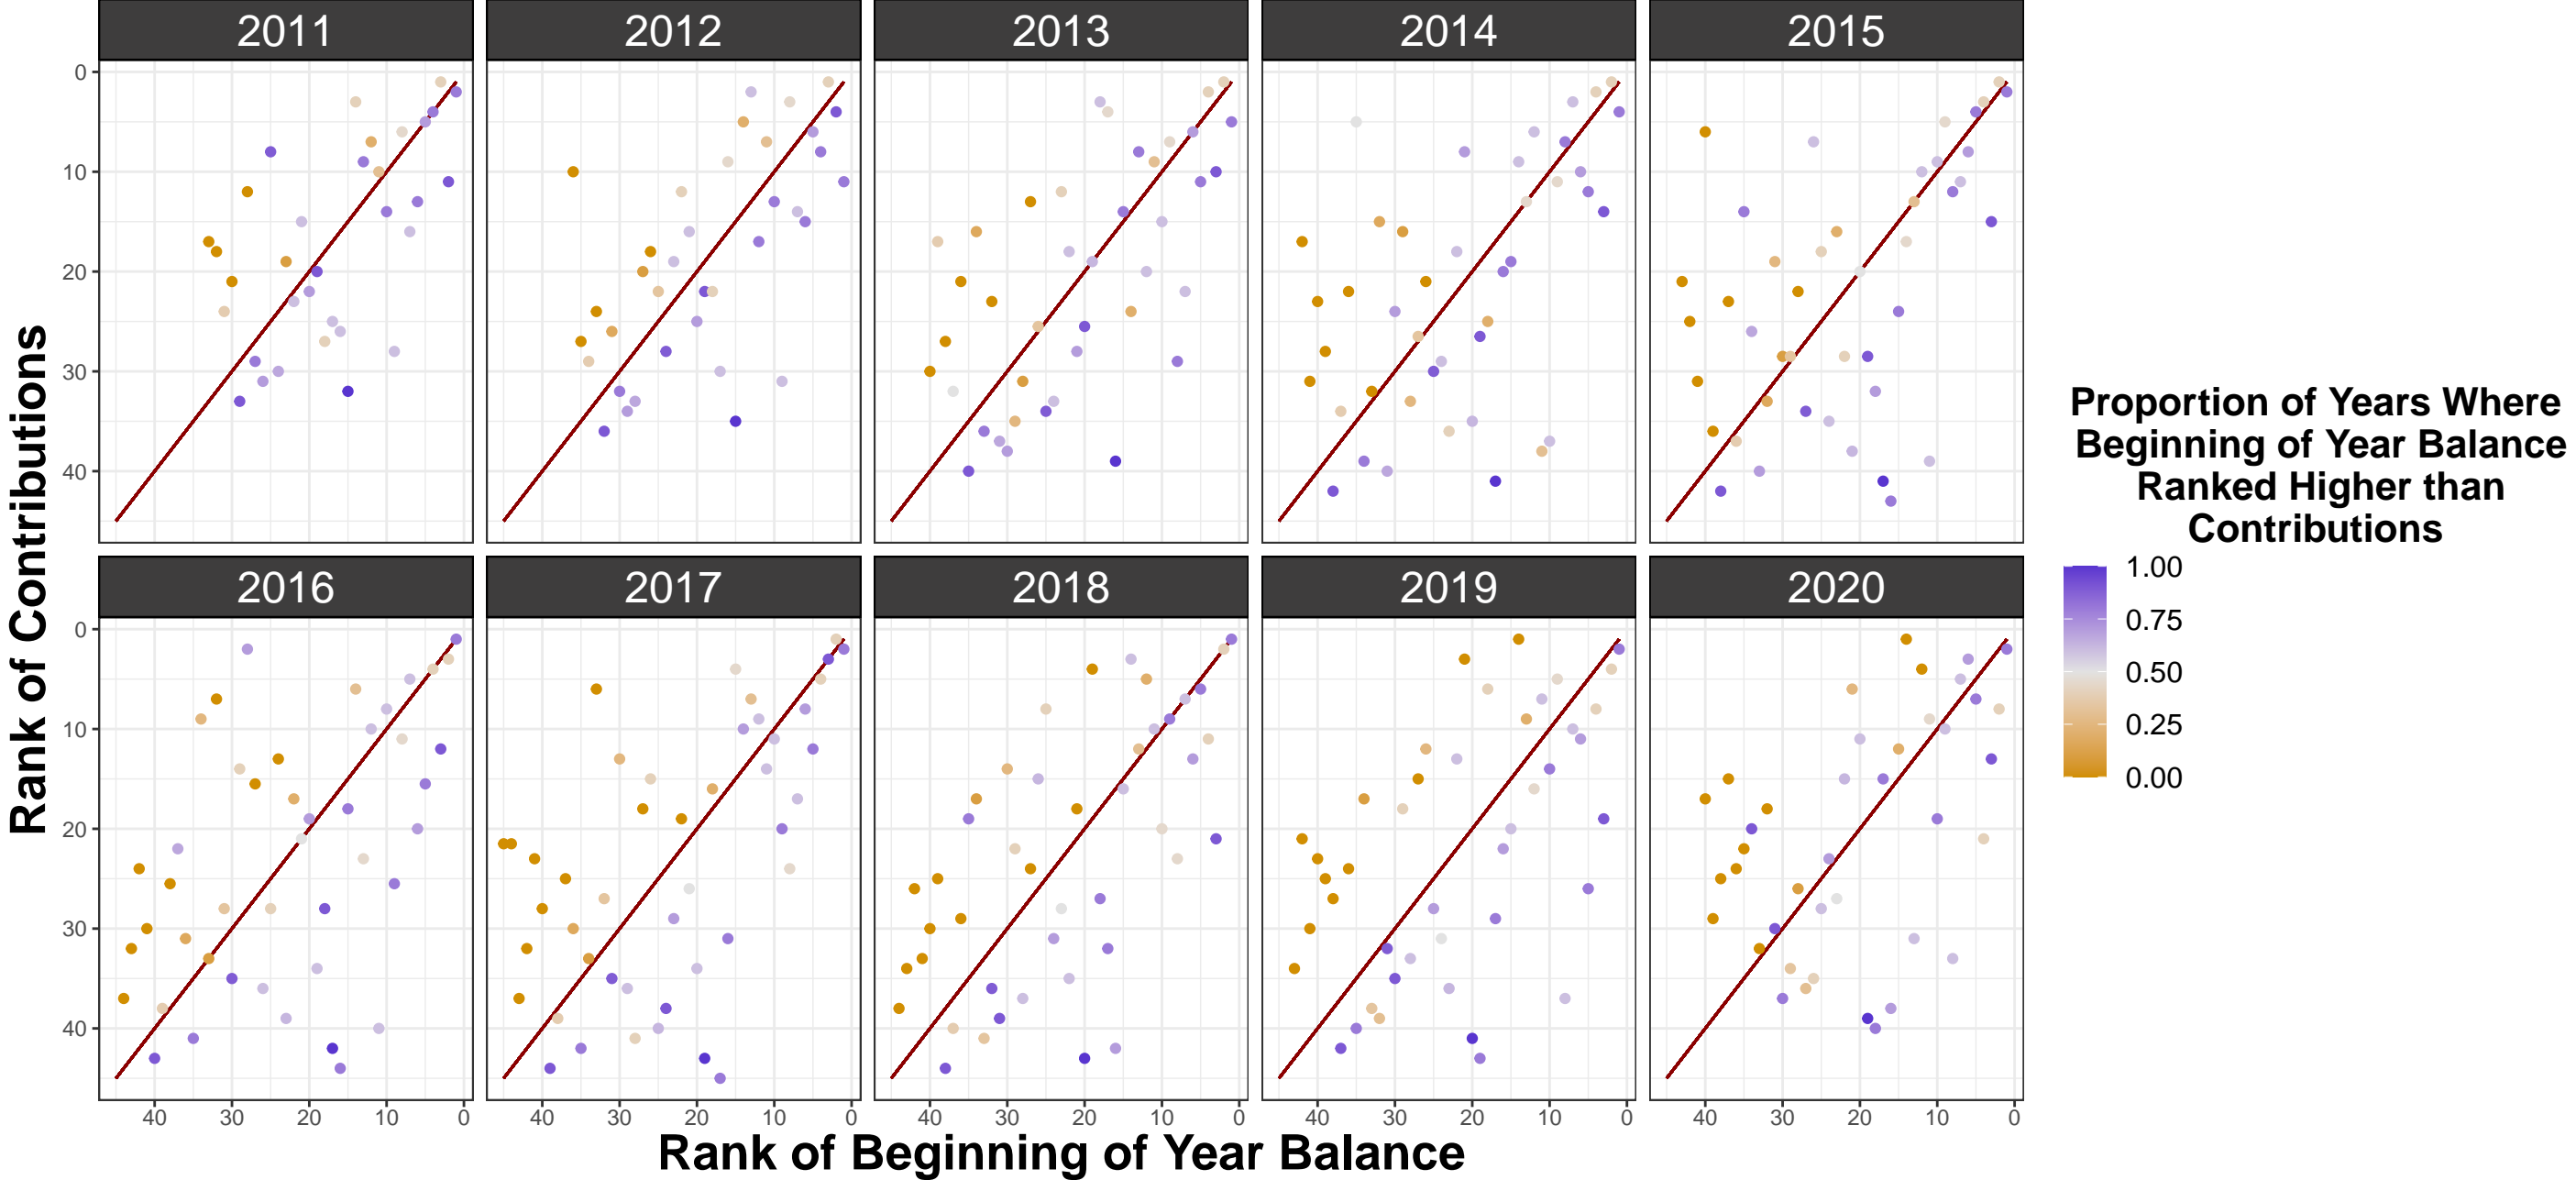 2011 2012 2013 2014 2015
0
10
20
30
40
2016 2017 2018 2019 2020
0
10
20
30
40
40 30 20 10 0 40 30 20 10 0 40 30 20 10 0 40 30 20 10 0 40 30 20 10 0
Rank of Beginning of Year Balance
Rank of Contributions
Proportion of Years Where
Beginning of Year Balance
Ranked Higher than
Contributions
1.00
0.75
0.50
0.25
0.00